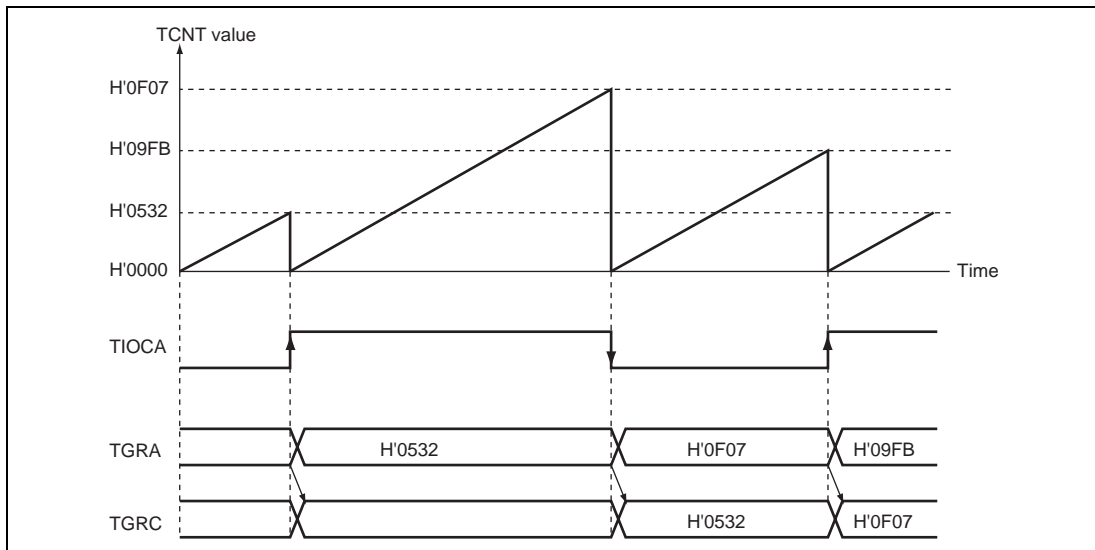 TCNT value
H'0F07
H'09FB
H'0532
H'0000
Time
TIOCA
TGRA
H'0532
H'0F07
H'09FB
TGRC
H'0532
H'0F07